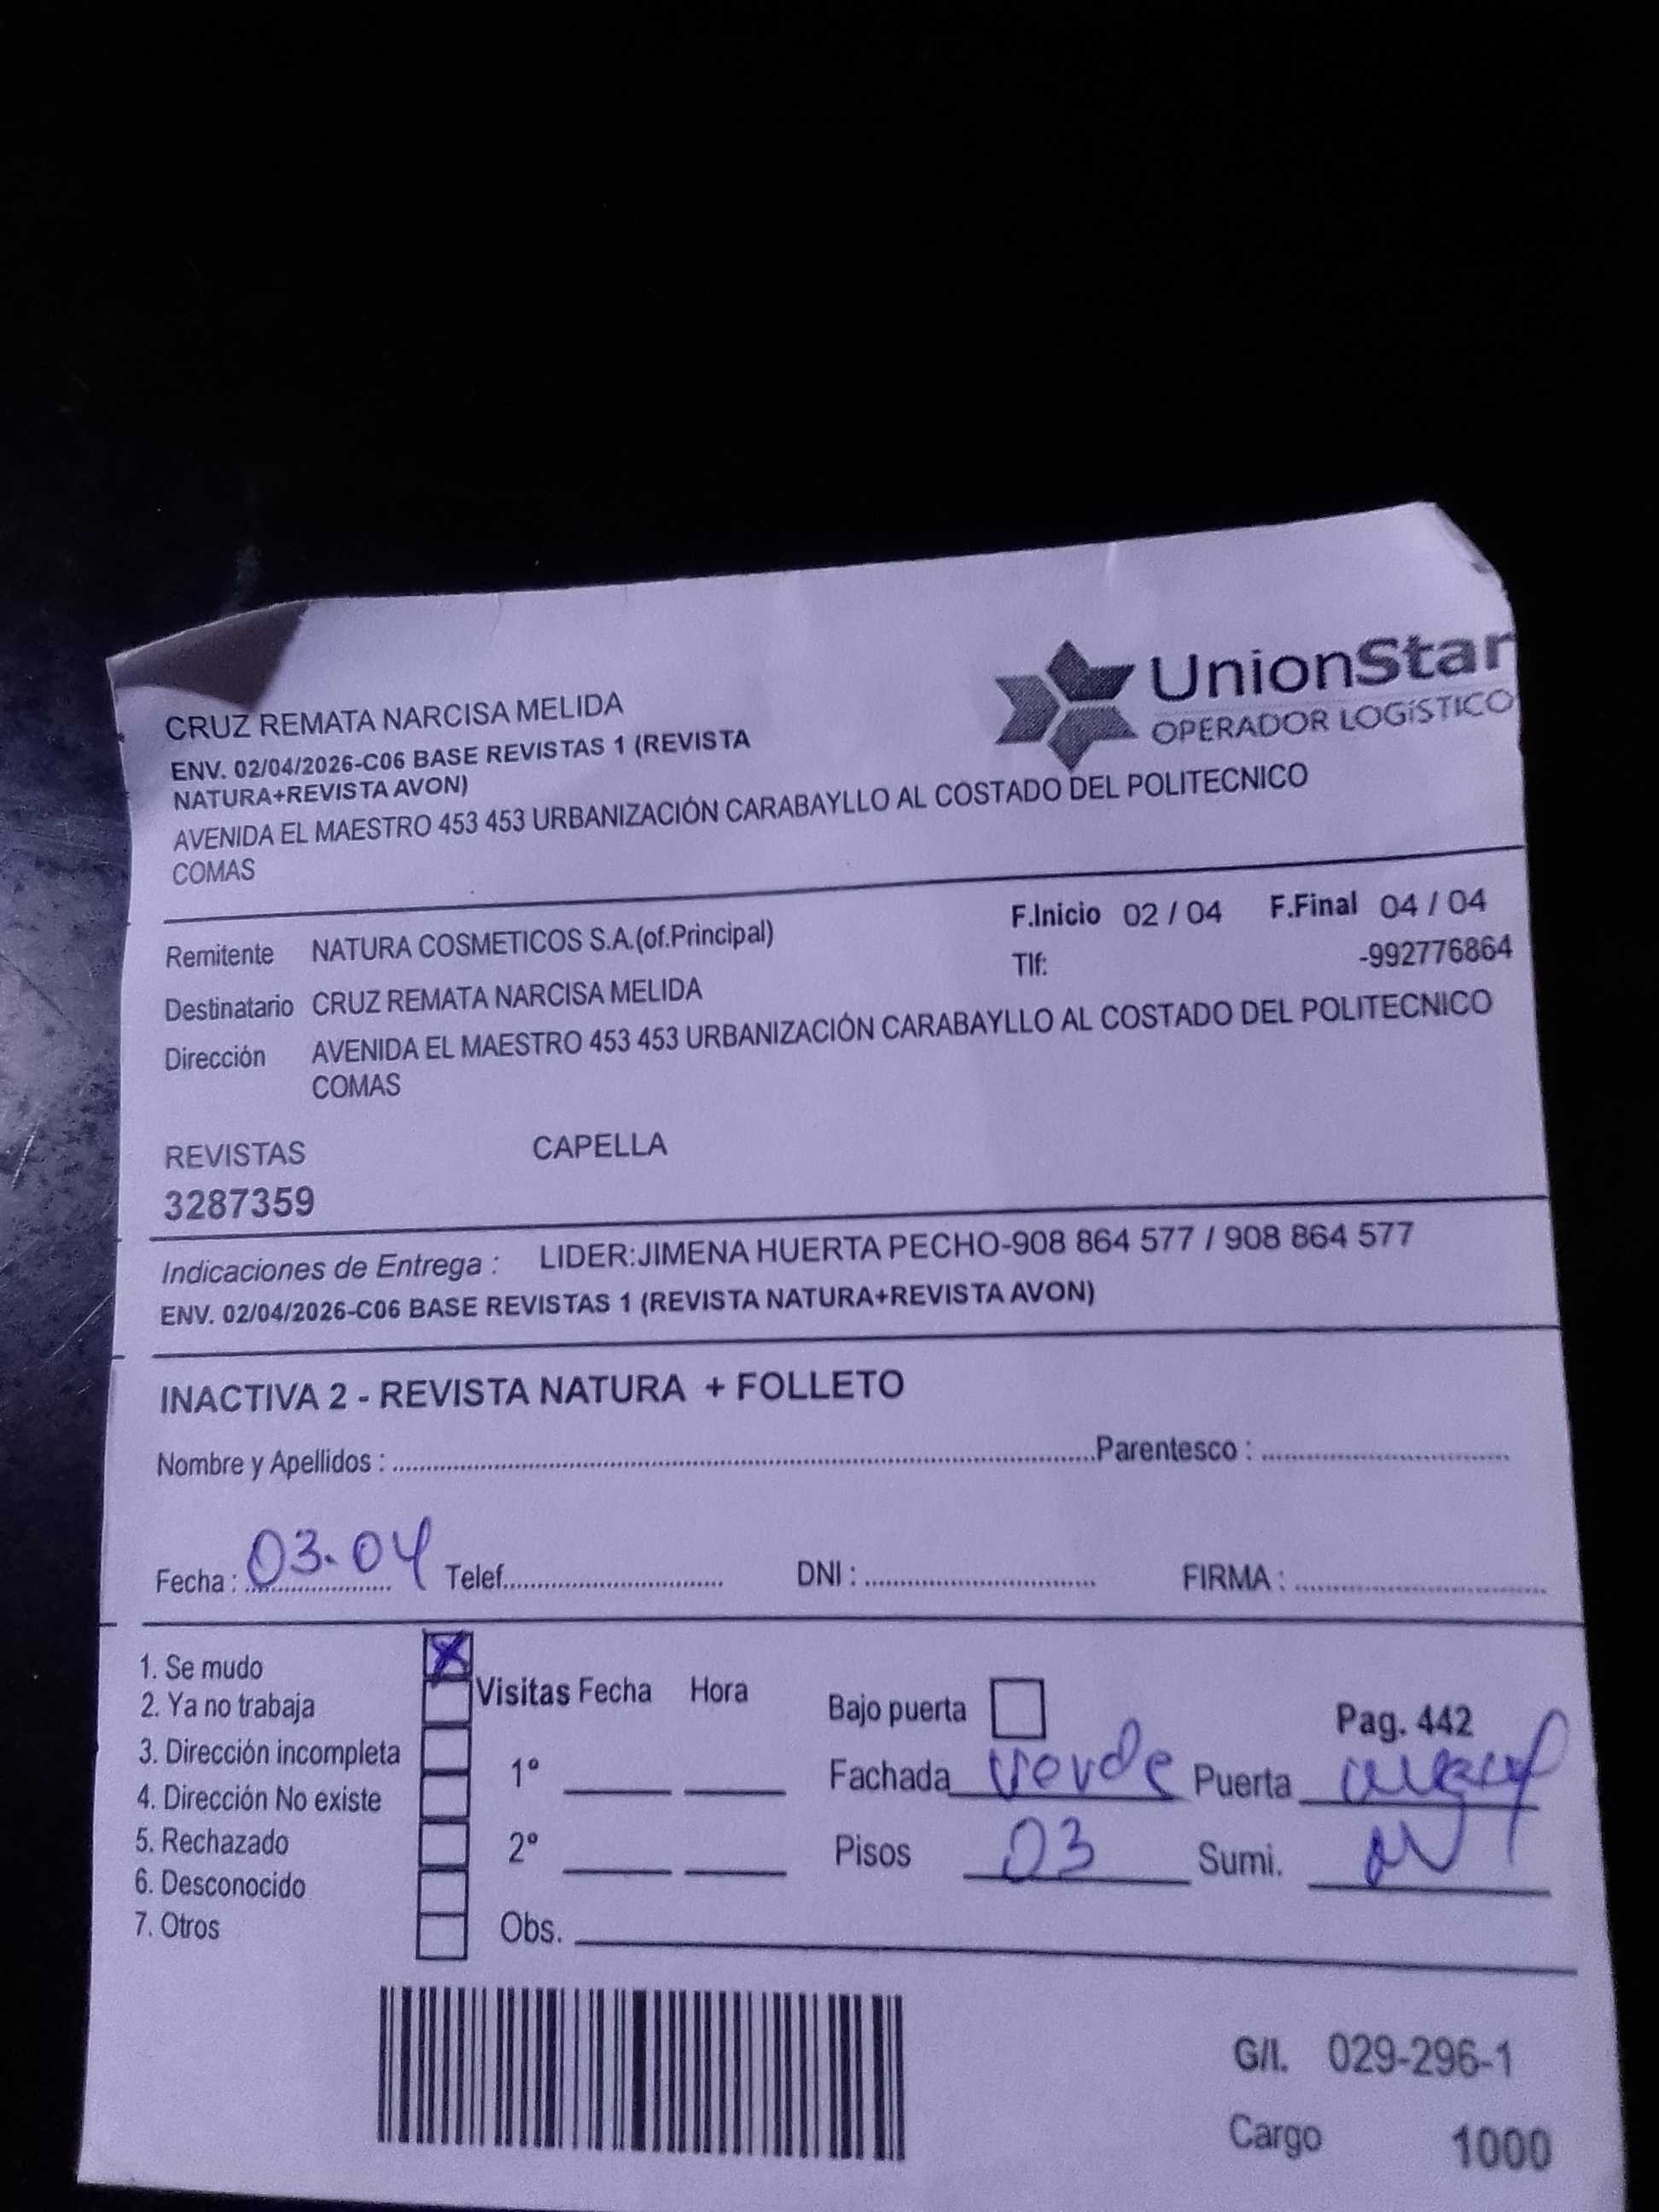 CRUZ REMATA NARCISA MELIDA
ENV. 02/04/2026-C06 BASE REVISTAS 1 (REVISTA
NATURA+REVISTA AVON)
AVENIDA EL MAESTRO 453 453 URBANIZACIÓN CARABAYLLO AL COSTADO DEL POLITECNICO
COMAS
UnionStar
OPERADOR LOGÍSTICO
Remitente NATURA COSMETICOS S.A.(of.Principal)
F.Inicio 02 / 04 F.Final 04 / 04
Tlf: -992776864
Destinatario CRUZ REMATA NARCISA MELIDA
Dirección AVENIDA EL MAESTRO 453 453 URBANIZACIÓN CARABAYLLO AL COSTADO DEL POLITECNICO
COMAS
REVISTAS CAPELLA
3287359
Indicaciones de Entrega : LIDER:JIMENA HUERTA PECHO-908 864 577 / 908 864 577
ENV. 02/04/2026-C06 BASE REVISTAS 1 (REVISTA NATURA+REVISTA AVON)
INACTIVA 2 - REVISTA NATURA + FOLLETO
Nombre y Apellidos : Parentesco :
Fecha : 03.04 Telef. DNI : FIRMA :
1. Se mudo X
2. Ya no trabaja
3. Dirección incompleta
4. Dirección No existe
5. Rechazado
6. Desconocido
7. Otros
Visitas Fecha Hora
1º
2º
Obs.
Bajo puerta
Pag. 442
Fachada verde Puerta
Pisos 03 Sumi.
G/I. 029-296-1
Cargo 1000